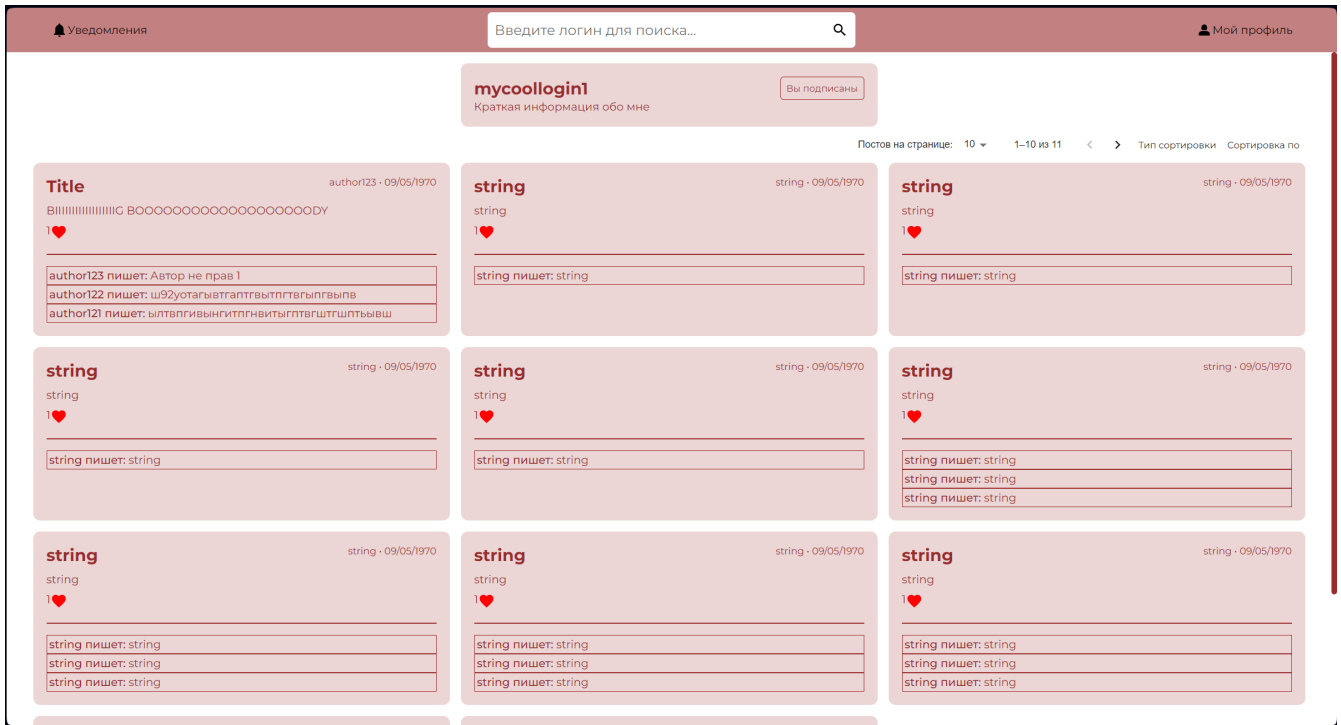 Уведомления
Введите логин для поиска...
Мой профиль
mycoollogin1
Вы подписаны
Краткая информация обо мне
Постов на странице: 10 1–10 из 11 Тип сортировки Сортировка по
Title
author123 • 09/05/1970
BIIIIIIIIIIIIIIIIIG BOOOOOOOOOOOOOOOOOOODY
1
author123 пишет: Автор не прав 1
author122 пишет: ш92уотагывтгаптгвытпгтвгыпгвыпв
author121 пишет: ылтвпгивынгитпгнвитыгптвгштгшптьывш
string
string • 09/05/1970
string
1
string пишет: string
string
string • 09/05/1970
string
1
string пишет: string
string
string • 09/05/1970
string
1
string пишет: string
string
string • 09/05/1970
string
1
string пишет: string
string
string • 09/05/1970
string
1
string пишет: string
string пишет: string
string пишет: string
string
string • 09/05/1970
string
1
string пишет: string
string пишет: string
string пишет: string
string
string • 09/05/1970
string
1
string пишет: string
string пишет: string
string пишет: string
string
string • 09/05/1970
string
1
string пишет: string
string пишет: string
string пишет: string